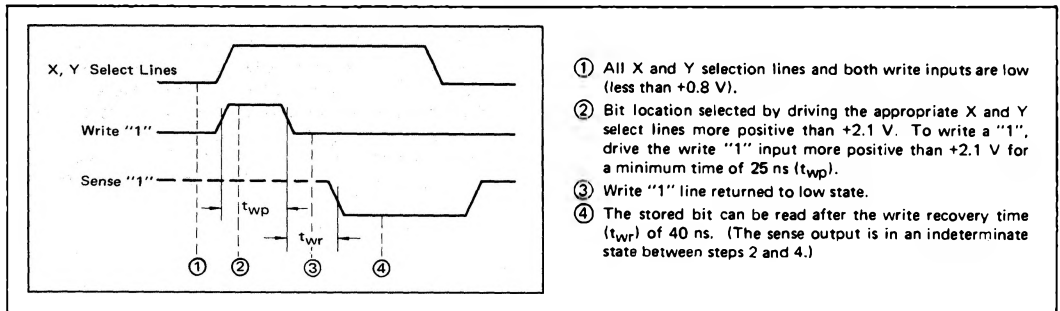 X, Y Select Lines
Write "1"
Sense "1"
twp
twr
① ② ③ ④
① All X and Y selection lines and both write inputs are low
(less than +0.8 V).
② Bit location selected by driving the appropriate X and Y
select lines more positive than +2.1 V. To write a "1",
drive the write "1" input more positive than +2.1 V for
a minimum time of 25 ns (twp).
③ Write "1" line returned to low state.
④ The stored bit can be read after the write recovery time
(twr) of 40 ns. (The sense output is in an indeterminate
state between steps 2 and 4.)